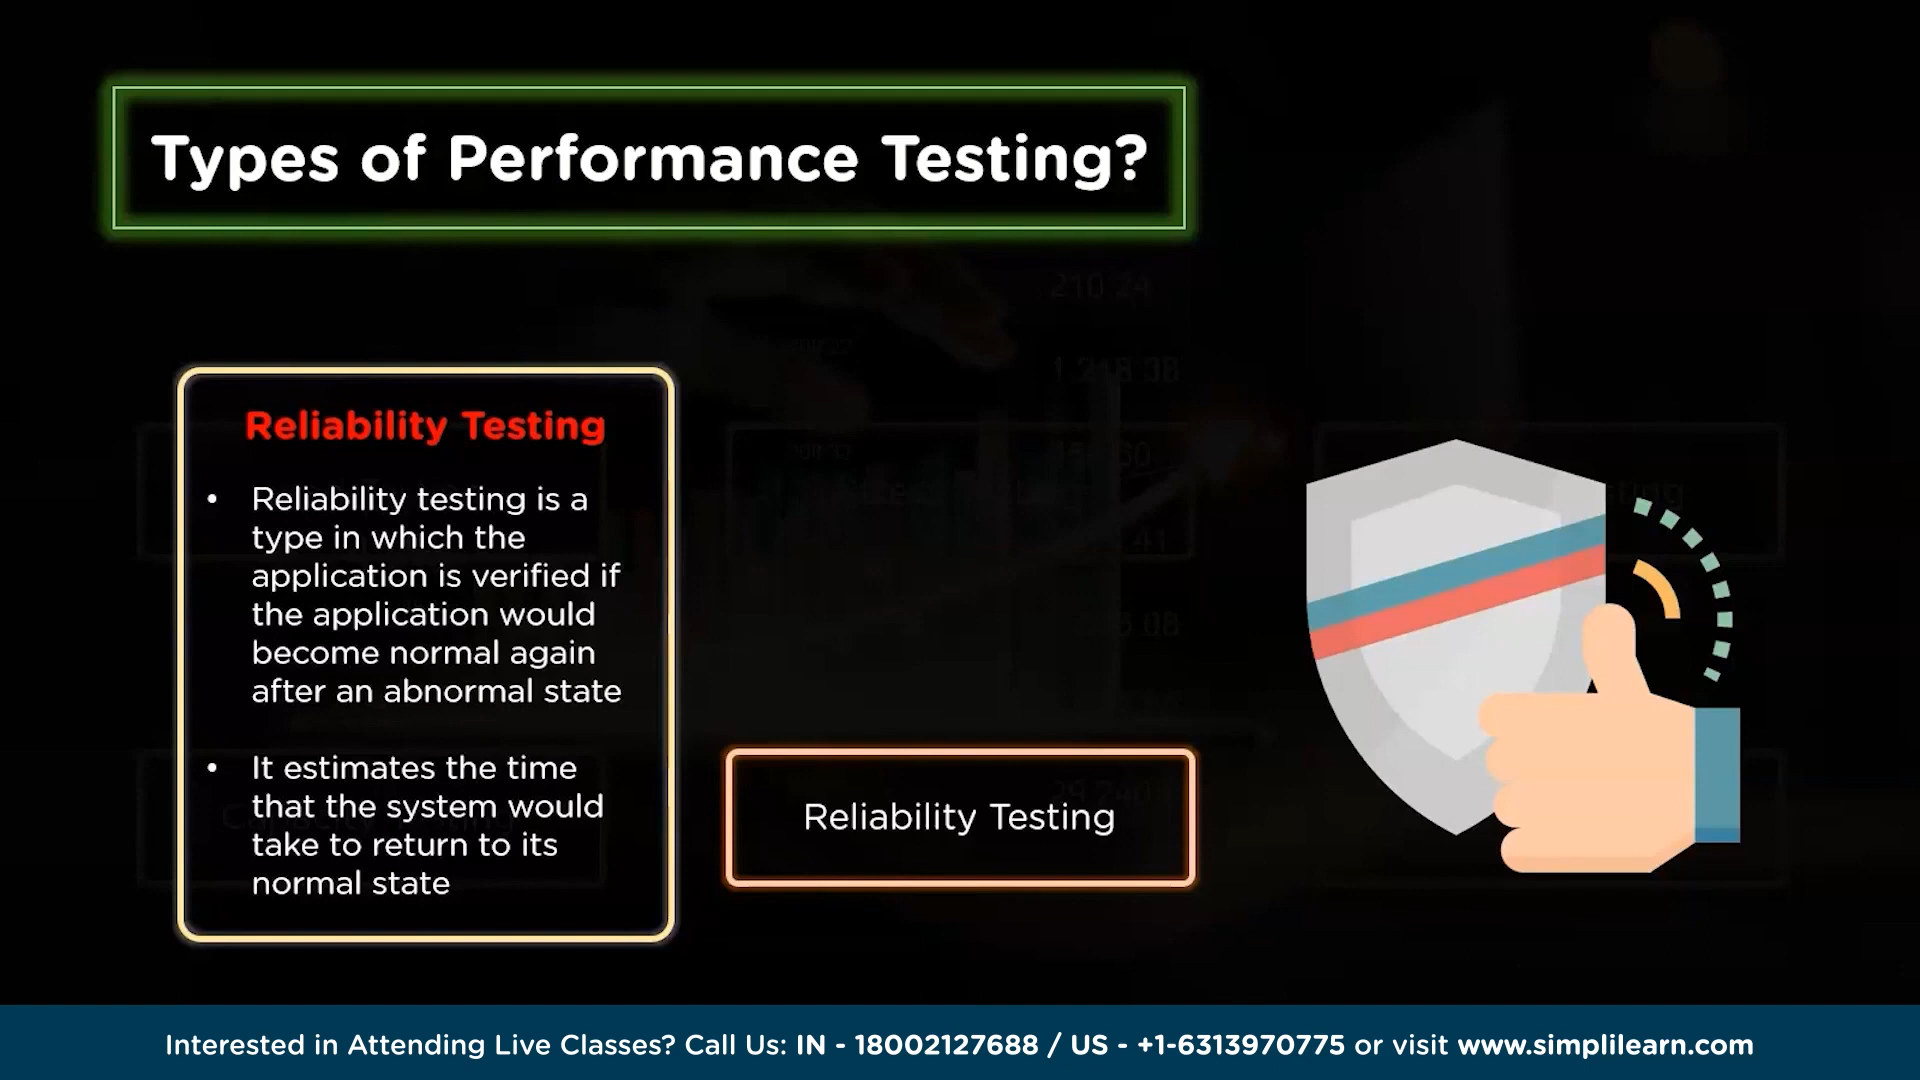 Types of Performance Testing?
Reliability Testing
• Reliability testing is a
type in which the
application is verified if
the application would
become normal again
after an abnormal state
• It estimates the time
that the system would
take to return to its
normal state
Reliability Testing
Interested in Attending Live Classes? Call Us: IN - 18002127688 / US - +1-6313970775 or visit www.simplilearn.com